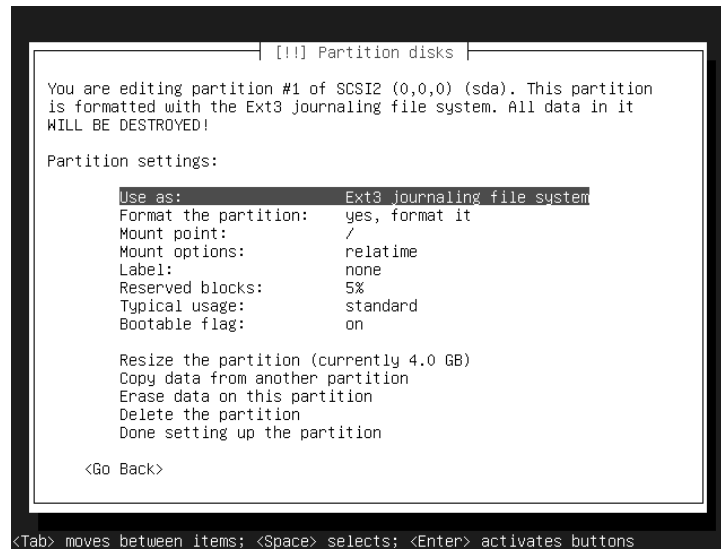 [!!] Partition disks
You are editing partition #1 of SCSI2 (0,0,0) (sda). This partition
is formatted with the Ext3 journaling file system. All data in it
WILL BE DESTROYED!
Partition settings:
Use as: Ext3 journaling file system
Format the partition: yes, format it
Mount point: /
Mount options: relatime
Label: none
Reserved blocks: 5%
Typical usage: standard
Bootable flag: on
Resize the partition (currently 4.0 GB)
Copy data from another partition
Erase data on this partition
Delete the partition
Done setting up the partition
<Go Back>
<Tab> moves between items; <Space> selects; <Enter> activates buttons